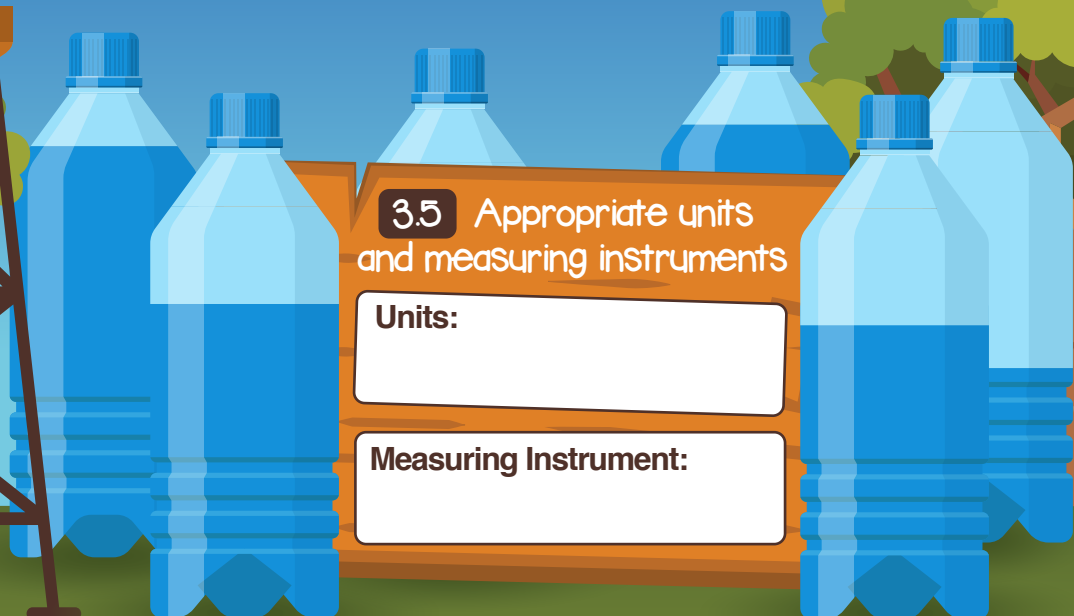 3.5 Appropriate units
and measuring instruments
Units:
Measuring Instrument: